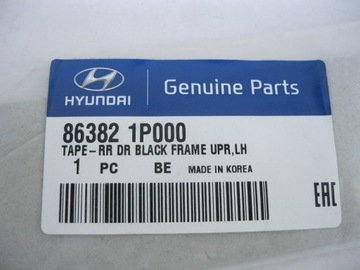 HYUNDAI
Genuine Parts
86382 1P000
TAPE-RR DR BLACK FRAME UPR,LH
1 PC BE MADE IN KOREA
EAC